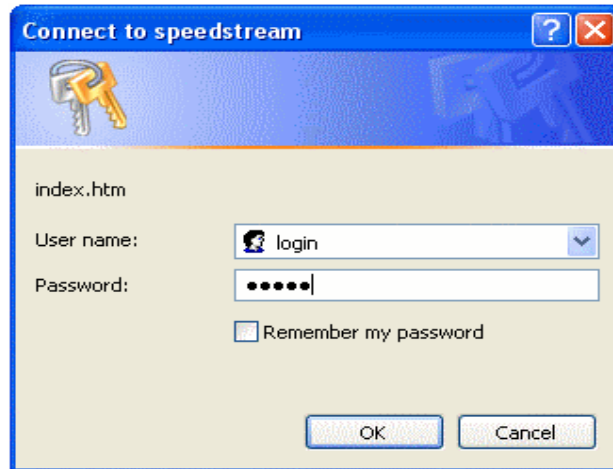 Connect to speedstream
index.htm
User name: login
Password: •••••
Remember my password
OK Cancel